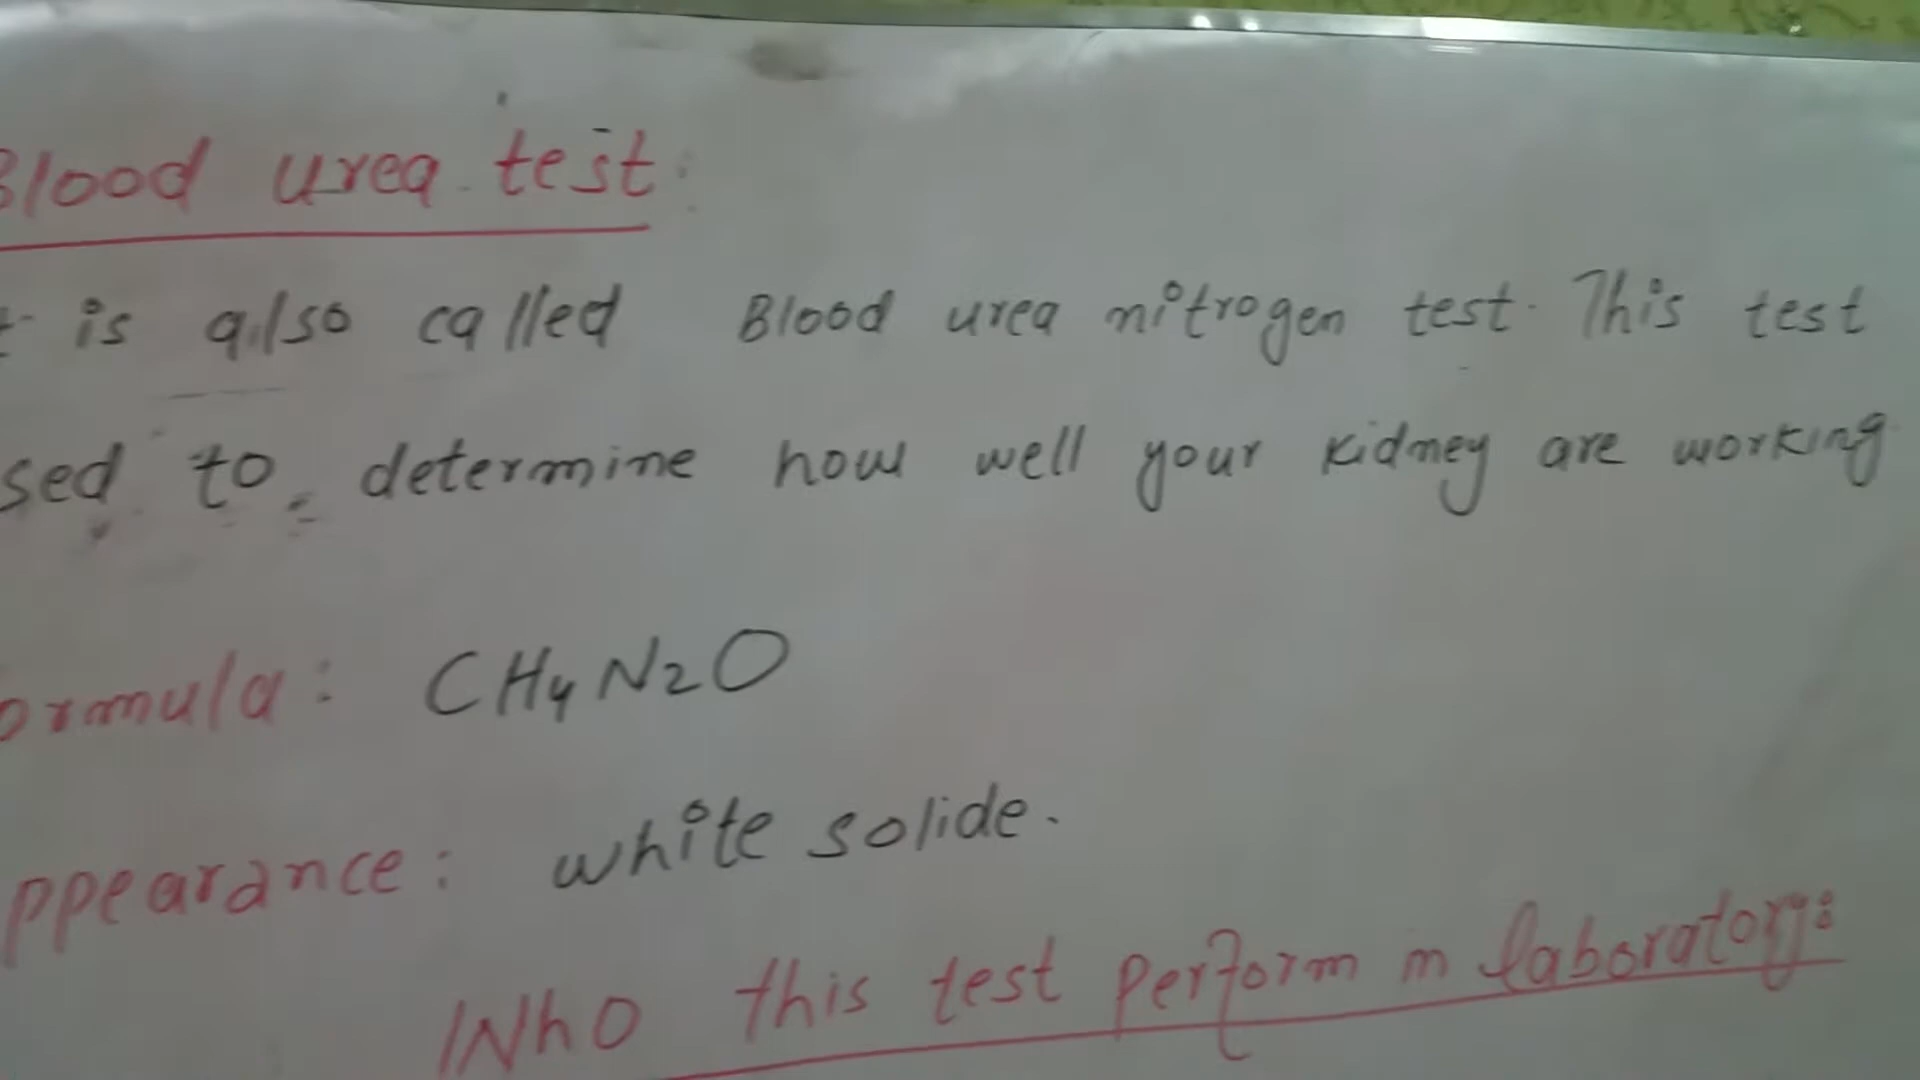 Blood urea test:
t is also called Blood urea nitrogen test. This test
sed to determine how well your kidney are working
ormula: CH4N2O
ppearance: white solide.
WhO this test perform in laboratory: